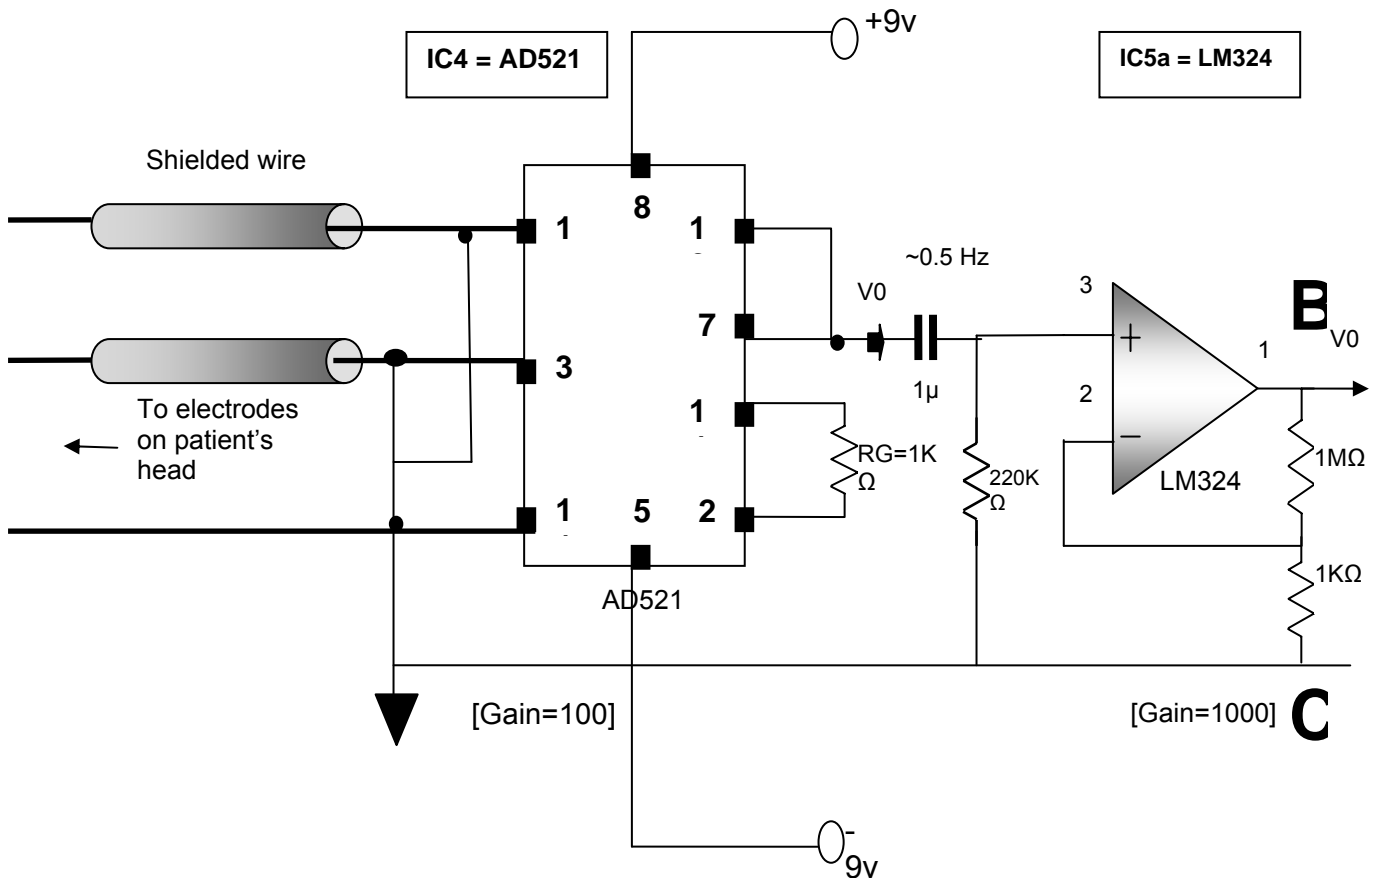 +9v
IC4 = AD521
IC5a = LM324
Shielded wire
8
1
1
~0.5 Hz
V0
3
B
V0
7
1
3
1µ
2
1
To electrodes
on patient's
head
RG=1K
Ω
220K
Ω
LM324
1MΩ
1
5
2
1KΩ
AD521
[Gain=100]
[Gain=1000]
C
-
9v